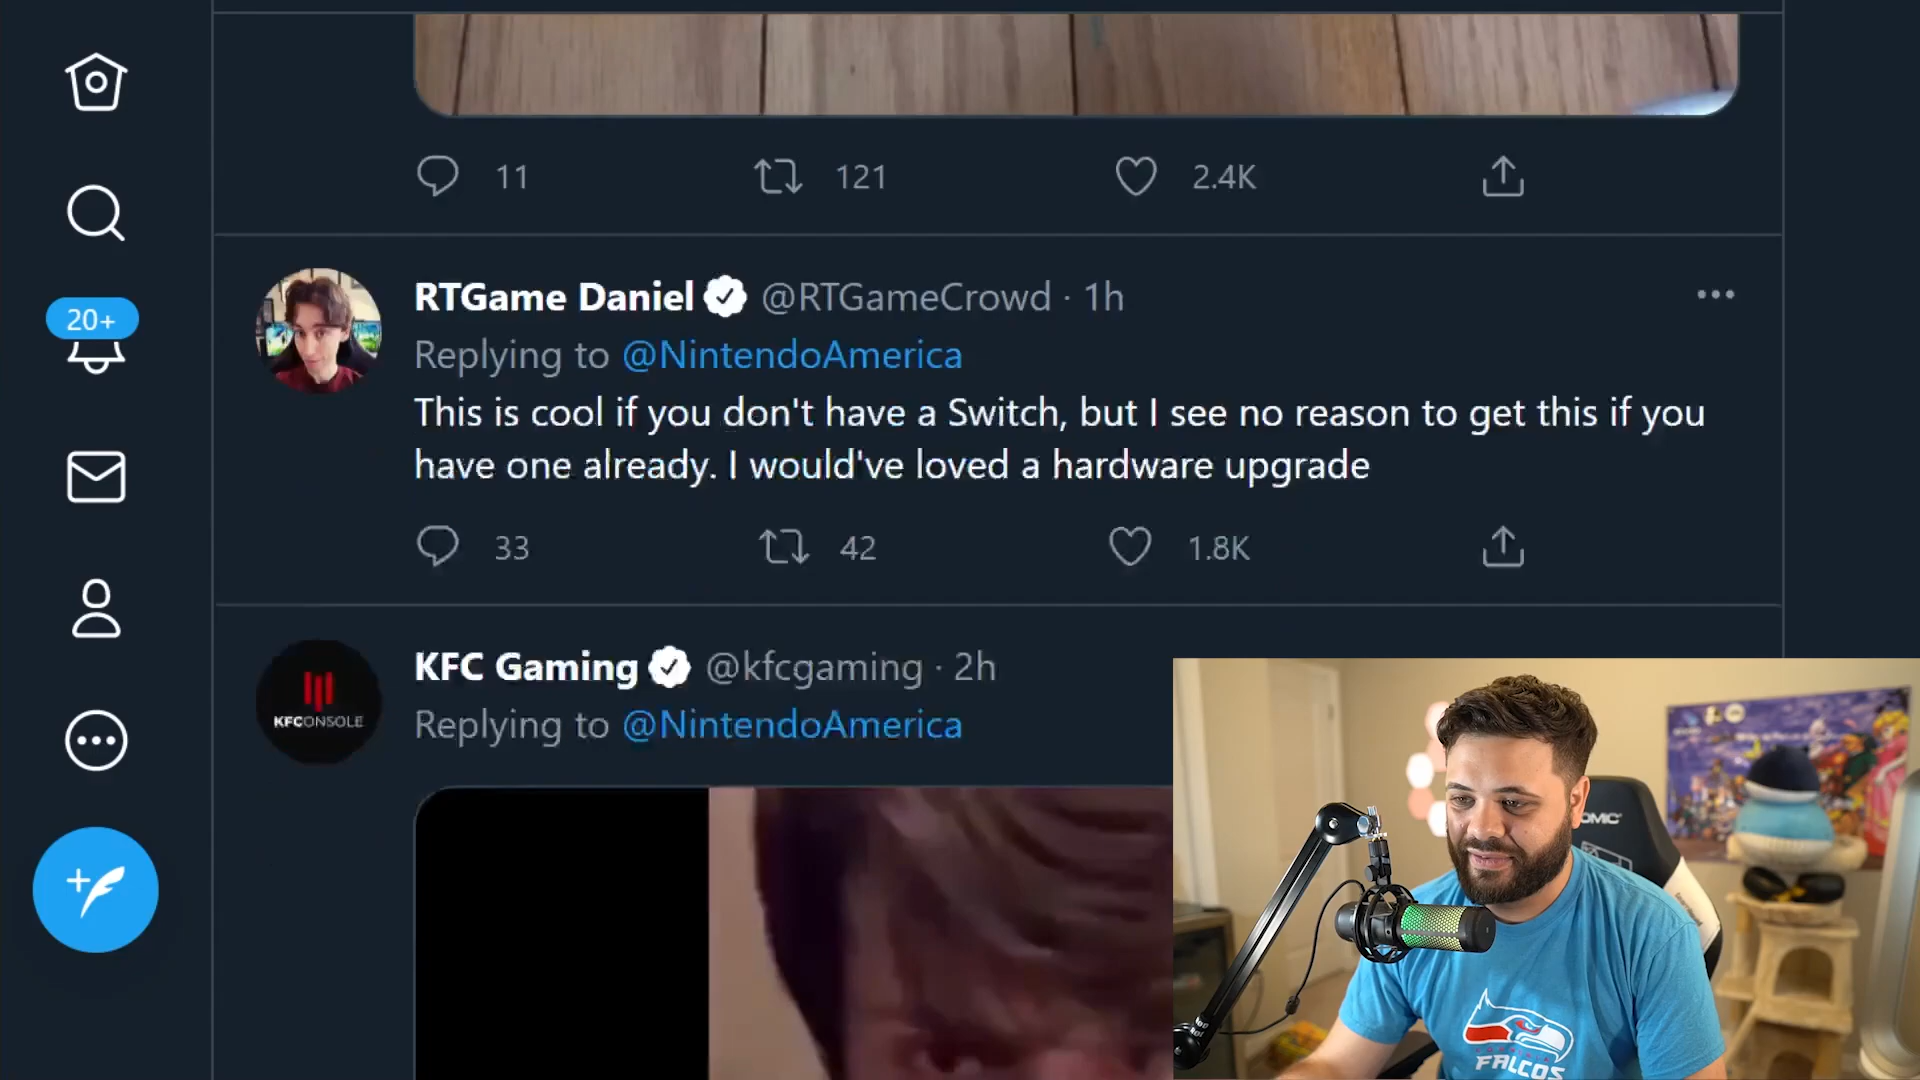 11 121 2.4K
20+
RTGame Daniel @RTGameCrowd · 1h
Replying to @NintendoAmerica
This is cool if you don't have a Switch, but I see no reason to get this if you
have one already. I would've loved a hardware upgrade
33 42 1.8K
KFC Gaming @kfcgaming · 2h
KFCONSOLE
Replying to @NintendoAmerica
OMIC
FALCOS